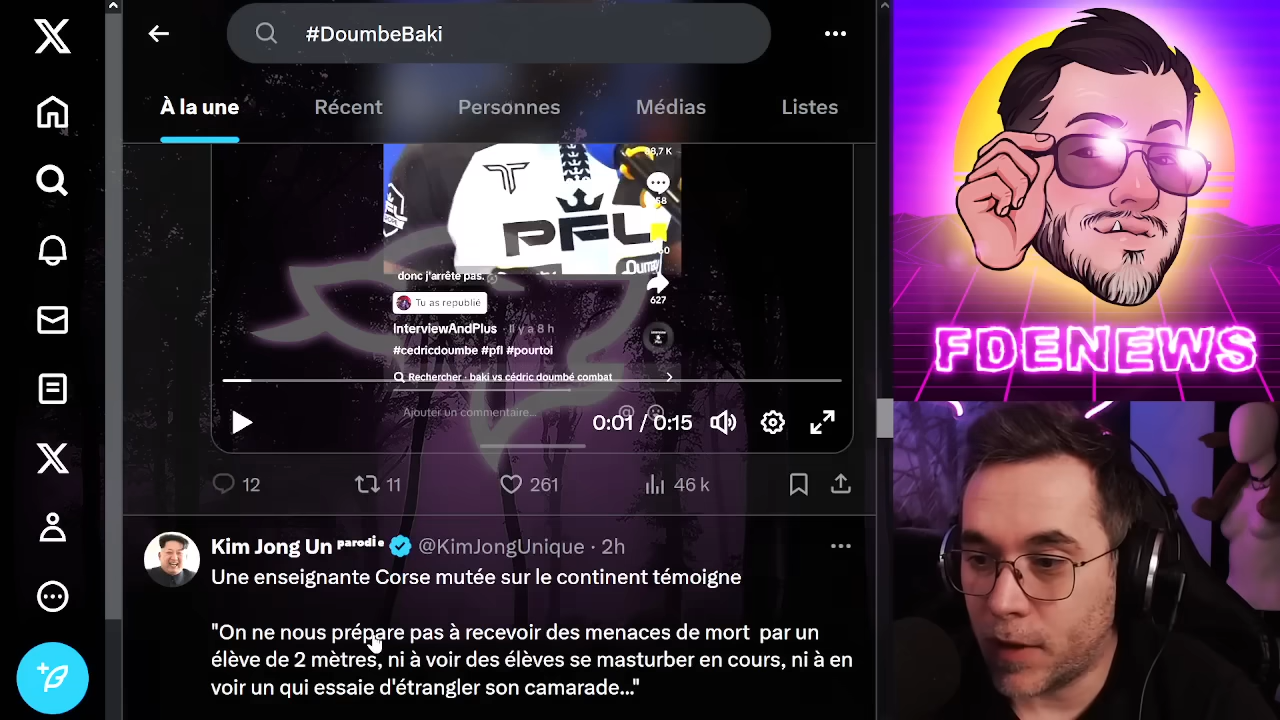 #DoumbeBaki
À la une
Récent
Personnes
Médias
Listes
PFL
donc j'arrête pas.
Tu as republié
InterviewAndPlus · Il y a 8 h
#cedricdoumbe #pfl #pourtoi
Rechercher · baki vs cédric doumbé combat
Ajouter un commentaire...
627
0:01 / 0:15
12
11
261
46 k
Kim Jong Un parodie @KimJongUnique · 2h
Une enseignante Corse mutée sur le continent témoigne
"On ne nous prépare pas à recevoir des menaces de mort par un
élève de 2 mètres, ni à voir des élèves se masturber en cours, ni à en
voir un qui essaie d'étrangler son camarade..."
FDENEWS